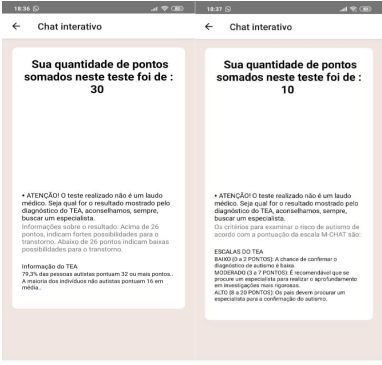 18:36
83
← Chat interativo
Sua quantidade de pontos
somados neste teste foi de :
30
• ATENÇÃO! O teste realizado não é um laudo
médico. Seja qual for o resultado mostrado pelo
diagnóstico do TEA, aconselhamos, sempre,
buscar um especialista.
Informações sobre o resultado: Acima de 26
pontos, indicam fortes possibilidades para o
transtorno. Abaixo de 26 pontos indicam baixas
possibilidades para o transtorno.
Informação do TEA
79,3% das pessoas autistas pontuam 32 ou mais pontos..
A maioria dos indivíduos não autistas pontuam 16 em
média..
18:37
← Chat interativo
Sua quantidade de pontos
somados neste teste foi de :
10
• ATENÇÃO! O teste realizado não é um laudo
médico. Seja qual for o resultado mostrado pelo
diagnóstico do TEA, aconselhamos, sempre,
buscar um especialista.
Os critérios para examinar o risco de autismo de
acordo com a pontuação da escala M-CHAT são:
ESCALAS DO TEA
BAIXO (0 a 2 PONTOS): A chance de confirmar o
diagnóstico de autismo é baixa.
MODERADO (3 a 7 PONTOS): É recomendável que se
procure um especialista para realizar o aprofundamento
em investigações mais rigorosas.
ALTO (8 a 20 PONTOS): Os pais devem procurar um
especialista para a confirmação do autismo.